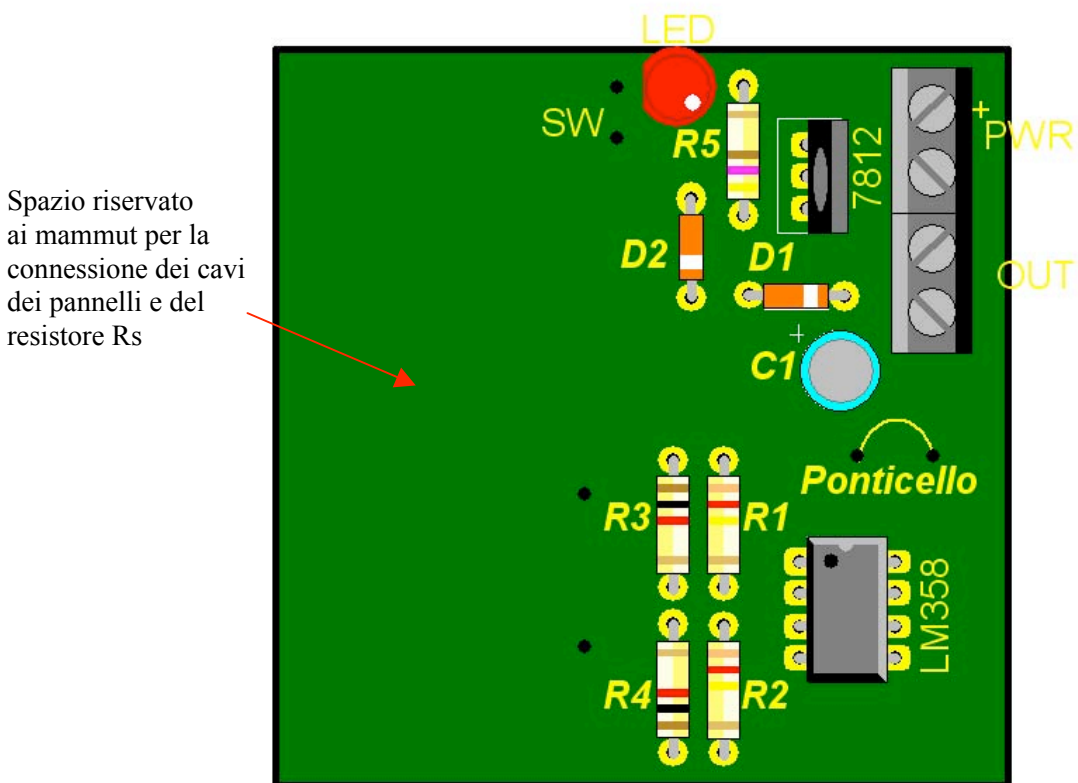 LED
SW
R5
7812
+
PWR
Spazio riservato
ai mammut per la
connessione dei cavi
dei pannelli e del
resistore Rs
D2
D1
OUT
+
C1
Ponticello
R3
R1
LM358
R4
R2